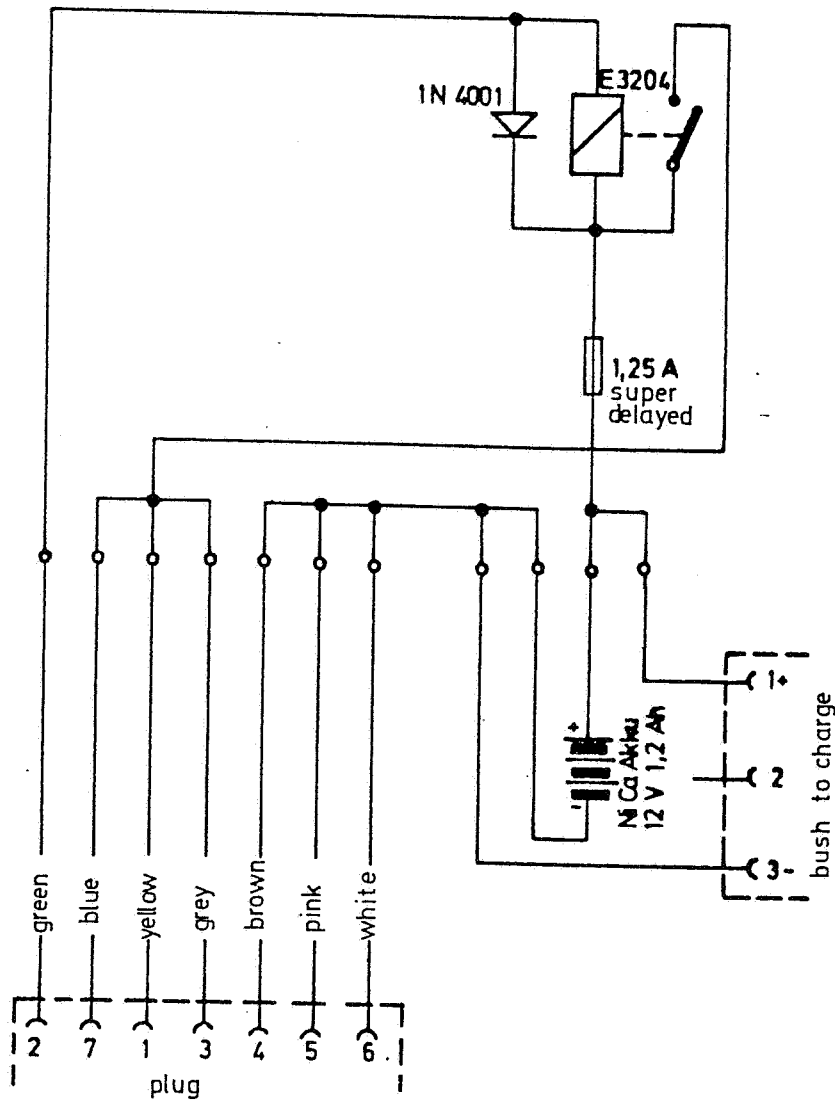 1N 4001
E3204
1,25 A
super
delayed
Ni Ca Akku
12 V 1,2 Ah
+
-
1+
2
3-
bush to charge
green
blue
yellow
grey
brown
pink
white
2
7
1
3
4
5
6
plug